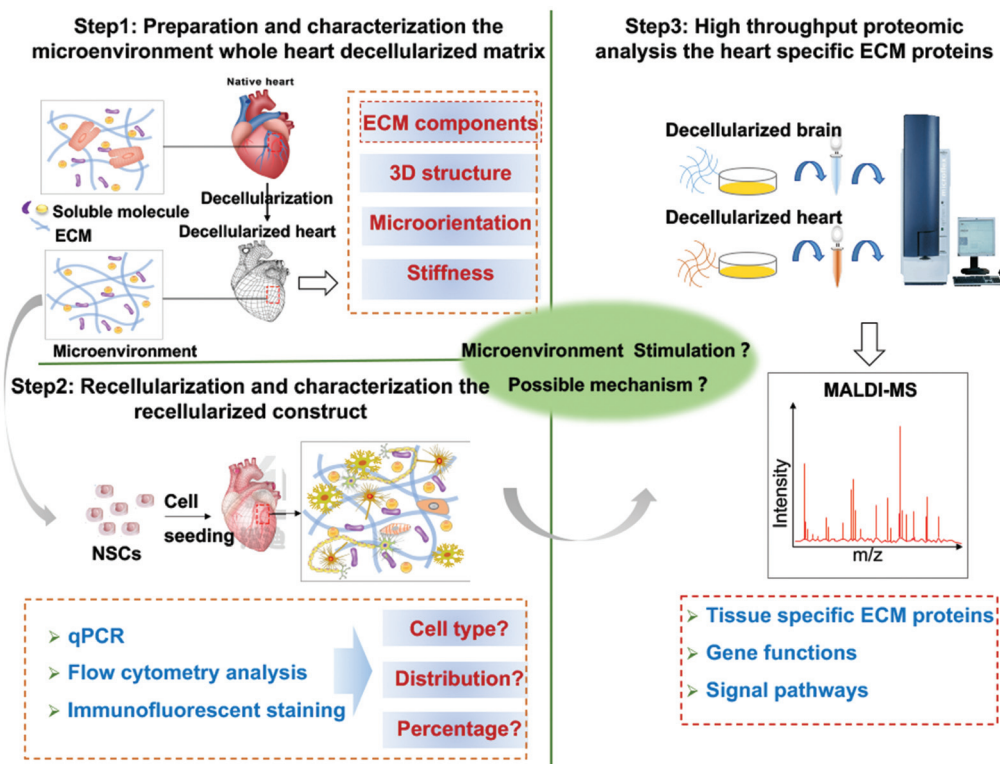 Step1: Preparation and characterization the
microenvironment whole heart decellularized matrix
Native heart
Decellularization
Decellularized heart
Soluble molecule
ECM
Microenvironment
ECM components
3D structure
Microorientation
Stiffness
Microenvironment Stimulation ?
Possible mechanism ?
Step2: Recellularization and characterization the
recellularized construct
NSCs
Cell
seeding
qPCR
Flow cytometry analysis
Immunofluorescent staining
Cell type?
Distribution?
Percentage?
Step3: High throughput proteomic
analysis the heart specific ECM proteins
Decellularized brain
Decellularized heart
MALDI-MS
Intensity
m/z
Tissue specific ECM proteins
Gene functions
Signal pathways